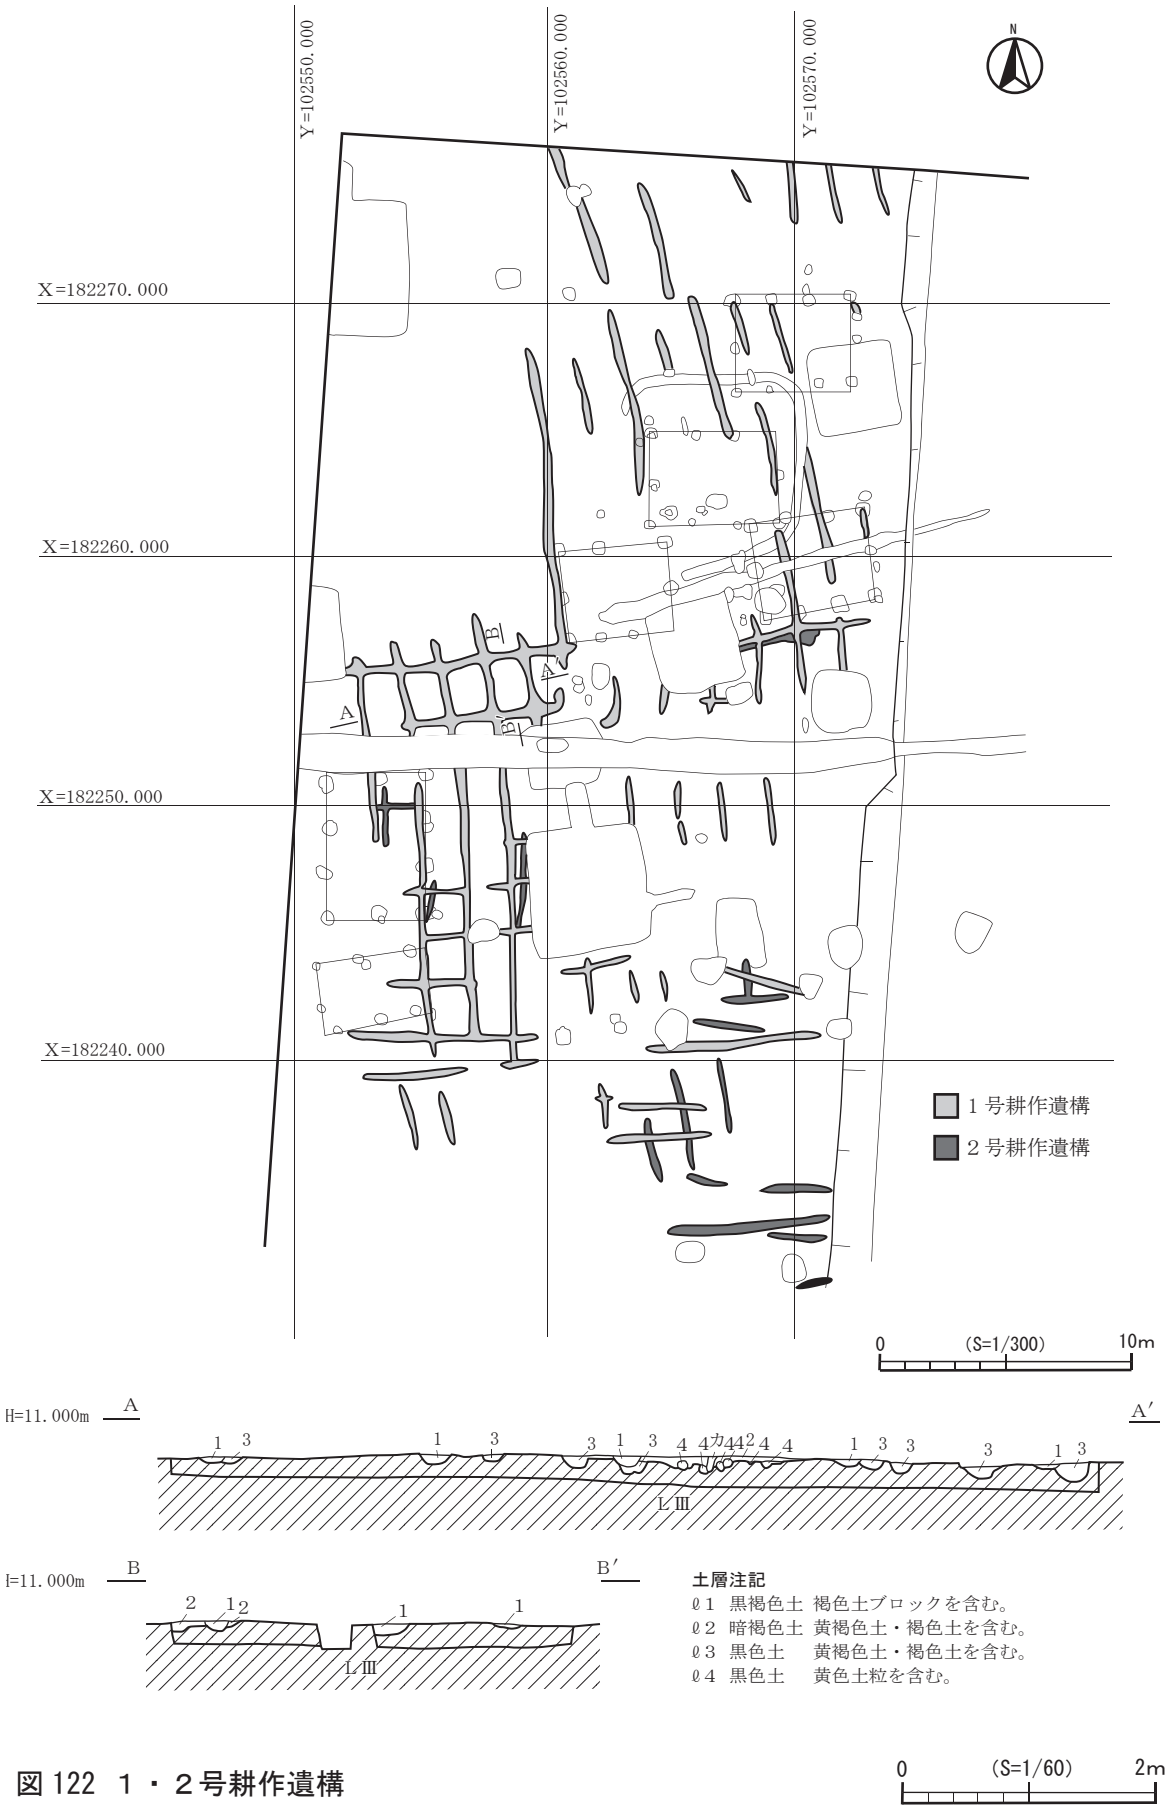 N
Y=102550.000
Y=102560.000
Y=102570.000
X=182270.000
X=182260.000
B
A′
A
B′
X=182250.000
X=182240.000
1号耕作遺構
2号耕作遺構
0 (S=1/300) 10m
H=11.000m A A′
1 3 1 3 3 1 3 4 4 カ 4 4 2 4 4 1 3 3 3 1 3
LⅢ
H=11.000m B B′
2 1 2 1 1
LⅢ
土層注記
ℓ1 黒褐色土 褐色土ブロックを含む。
ℓ2 暗褐色土 黄褐色土・褐色土を含む。
ℓ3 黒色土 黄褐色土・褐色土を含む。
ℓ4 黒色土 黄色土粒を含む。
図122 1・2号耕作遺構
0 (S=1/60) 2m